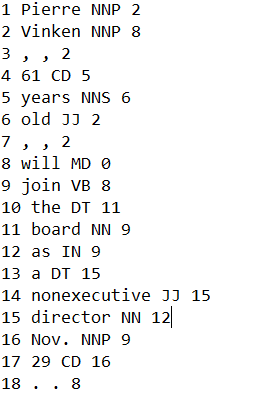 1 Pierre NNP 2
2 Vinken NNP 8
3 , , 2
4 61 CD 5
5 years NNS 6
6 old JJ 2
7 , , 2
8 will MD 0
9 join VB 8
10 the DT 11
11 board NN 9
12 as IN 9
13 a DT 15
14 nonexecutive JJ 15
15 director NN 12
16 Nov. NNP 9
17 29 CD 16
18 . . 8